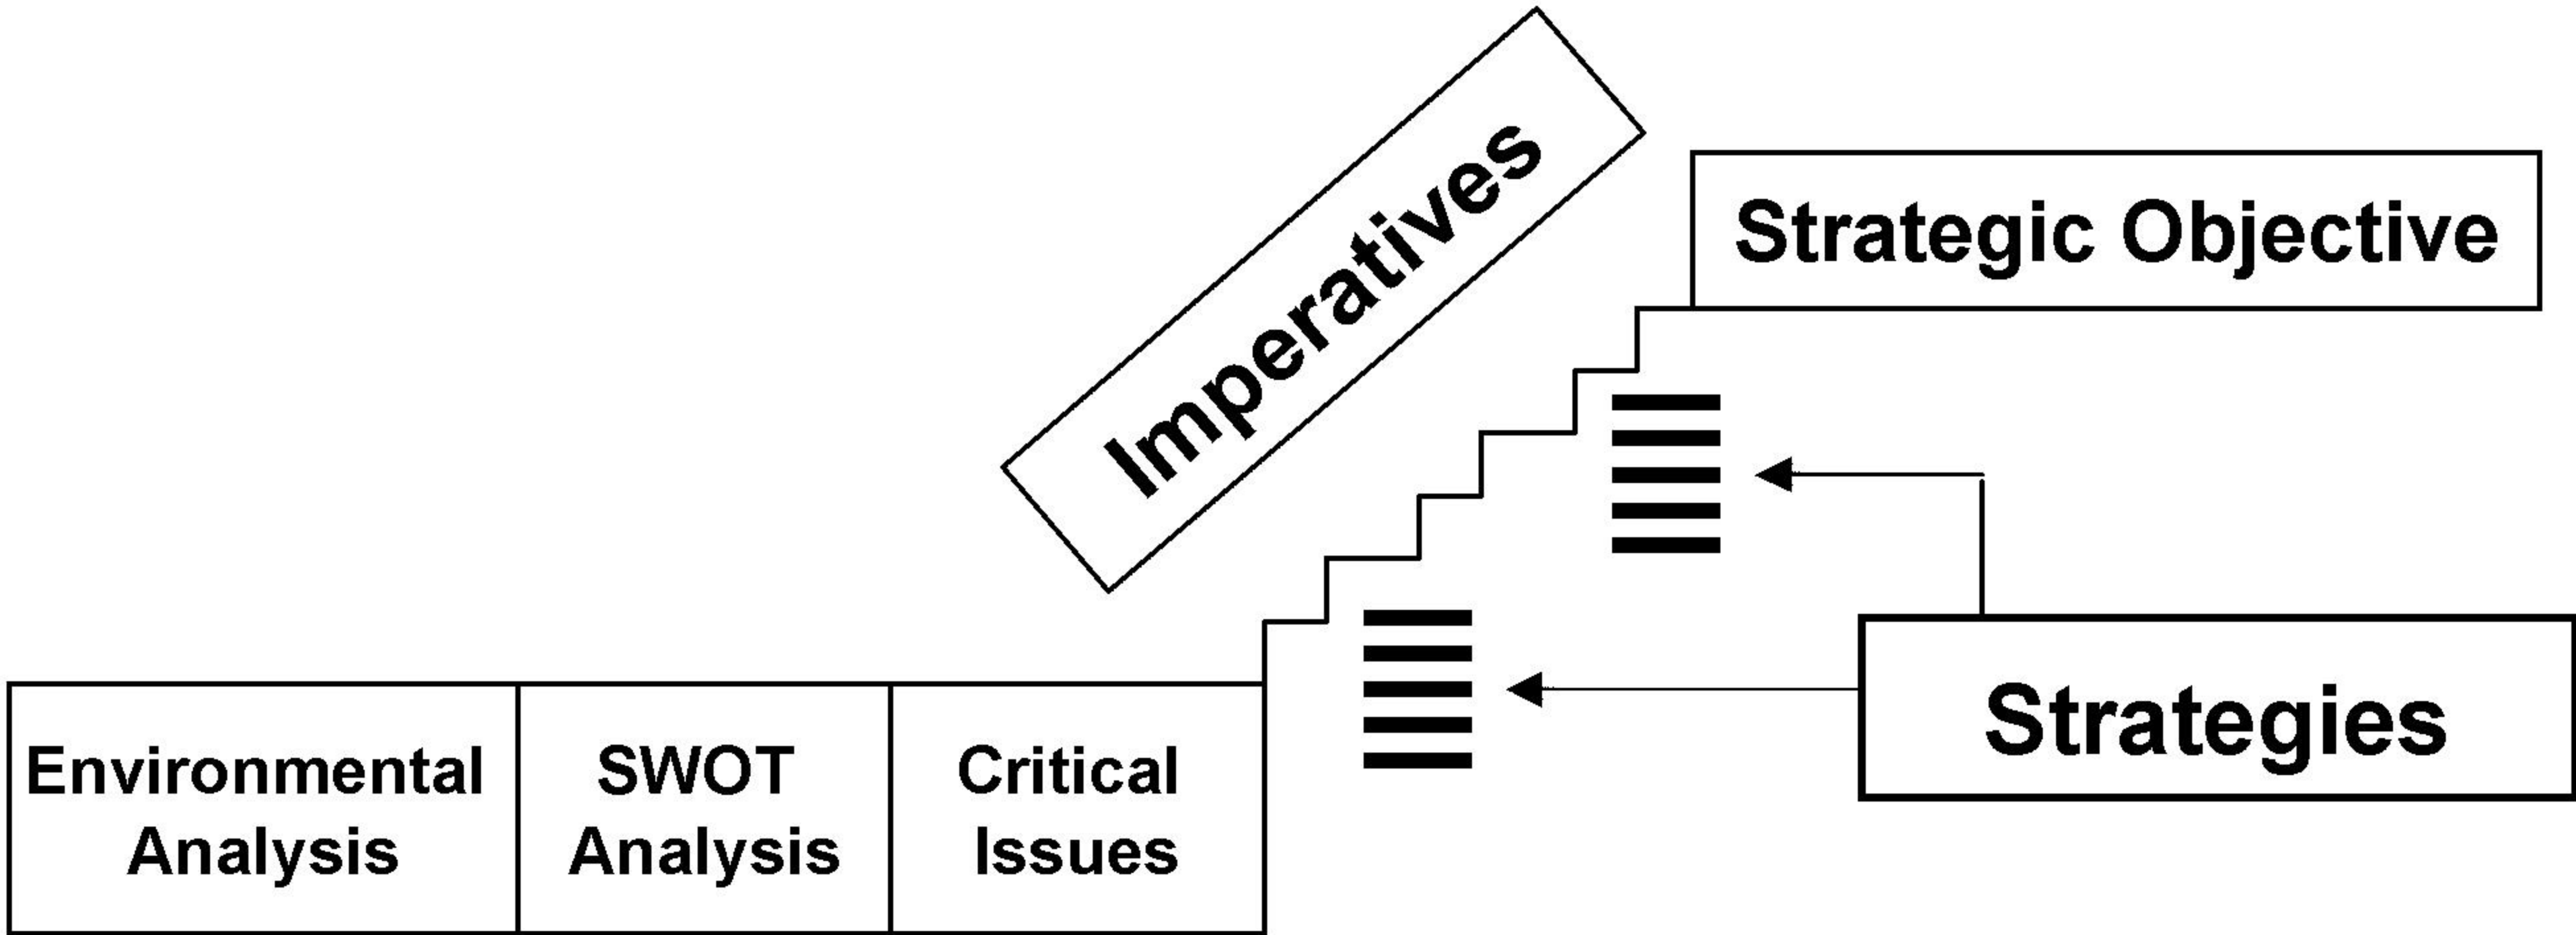 Imperatives
Strategic Objective
Strategies
Environmental
Analysis
SWOT
Analysis
Critical
Issues